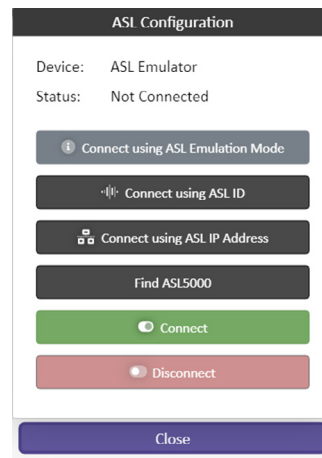 ASL Configuration
Device: ASL Emulator
Status: Not Connected
Connect using ASL Emulation Mode
Connect using ASL ID
Connect using ASL IP Address
Find ASL5000
Connect
Disconnect
Close